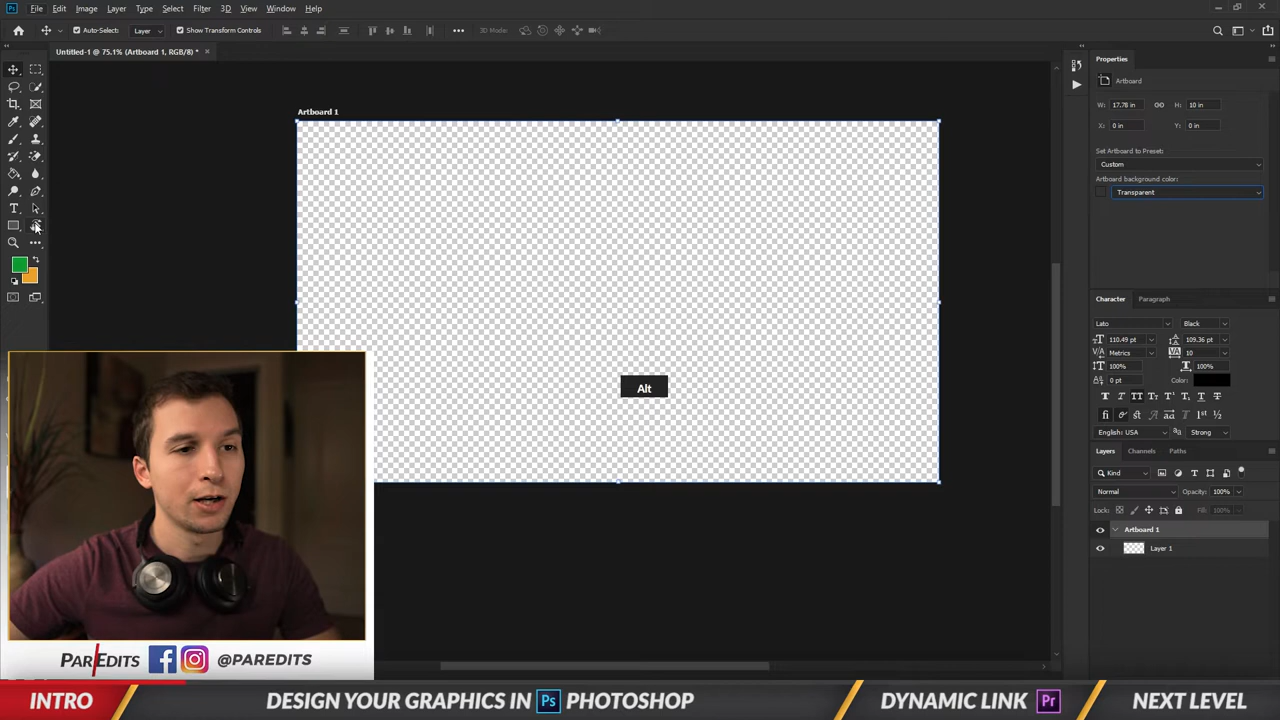 Ps File Edit Image Layer Type Select Filter 3D View Window Help
Auto-Select: Layer Show Transform Controls 3D Mode:
Untitled-1 @ 75.1% (Artboard 1, RGB/8) *
Artboard 1
Alt
Properties
Artboard
W: 17.78 in H: 10 in
X: 0 in Y: 0 in
Set Artboard to Preset:
Custom
Artboard background color:
Transparent
Character Paragraph
Lato Black
110.49 pt 109.36 pt
Metrics 10
100% 100%
0 pt Color:
English: USA Strong
Layers Channels Paths
Kind
Normal Opacity: 100%
Lock: Fill: 100%
Artboard 1
Layer 1
PAR EDITS @PAREDITS
INTRO DESIGN YOUR GRAPHICS IN Ps PHOTOSHOP DYNAMIC LINK Pr NEXT LEVEL